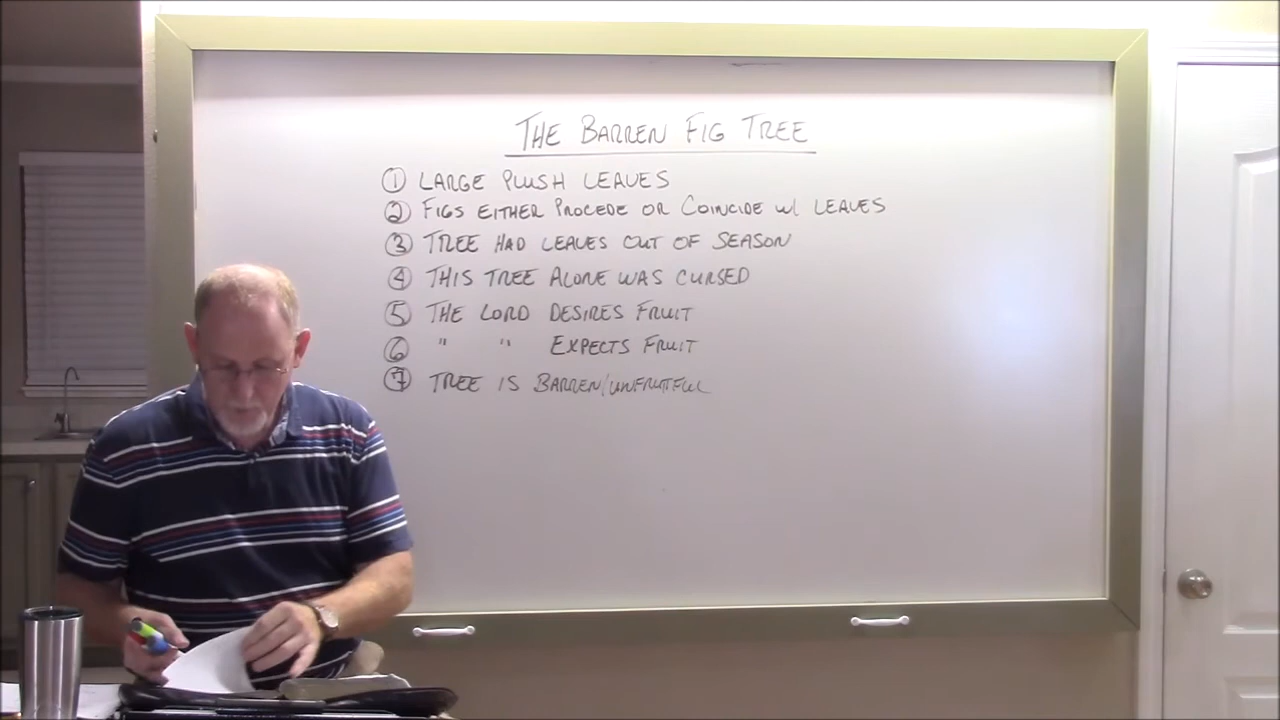 THE BARREN FIG TREE
① LARGE PLUSH LEAVES
② FIGS EITHER PROCEDE OR COINCIDE W/ LEAVES
③ TREE HAD LEAVES OUT OF SEASON
④ THIS TREE ALONE WAS CURSED
⑤ THE LORD DESIRES FRUIT
⑥ " " EXPECTS FRUIT
⑦ TREE IS BARREN/UNFRUITFUL